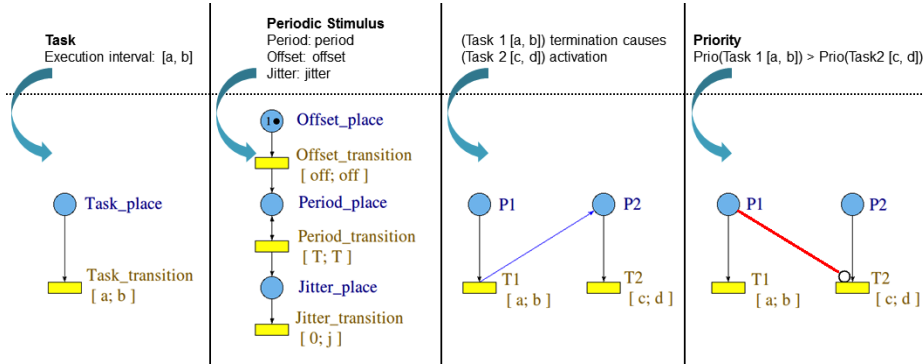 Task
Execution interval: [a, b]
Periodic Stimulus
Period: period
Offset: offset
Jitter: jitter
(Task 1 [a, b]) termination causes
(Task 2 [c, d]) activation
Priority
Prio(Task 1 [a, b]) > Prio(Task2 [c, d])
Task_place
Task_transition
[ a; b ]
1
Offset_place
Offset_transition
[ off; off ]
Period_place
Period_transition
[ T; T ]
Jitter_place
Jitter_transition
[ 0; j ]
P1
P2
T1
[ a; b ]
T2
[ c; d ]
P1
P2
T1
[ a; b ]
T2
[ c; d ]